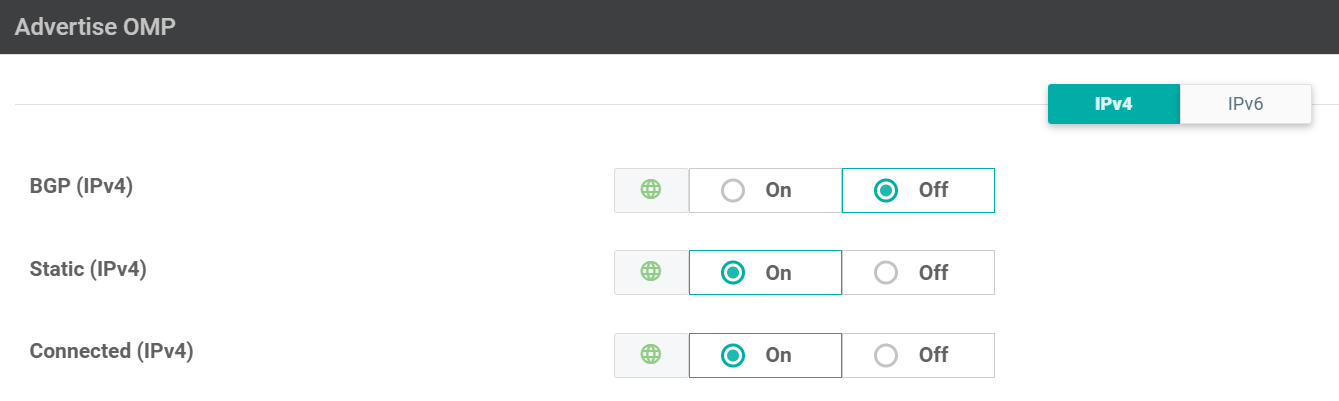 Advertise OMP
IPv4 IPv6
BGP (IPv4) On Off
Static (IPv4) On Off
Connected (IPv4) On Off